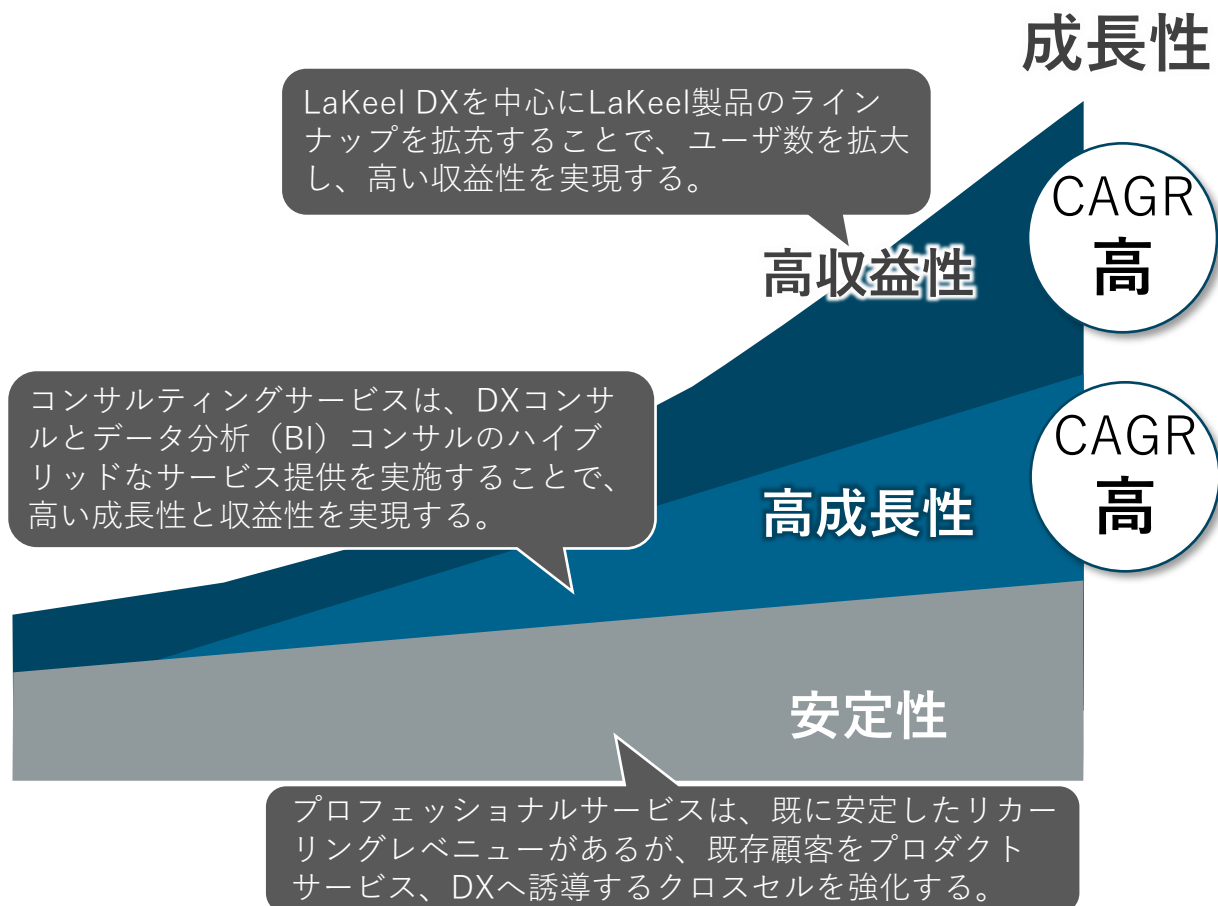 成長性
LaKeel DXを中心にLaKeel製品のライン
ナップを拡充することで、ユーザ数を拡大
し、高い収益性を実現する。
CAGR
高
高収益性
コンサルティングサービスは、DXコンサ
ルとデータ分析（BI）コンサルのハイブ
リッドなサービス提供を実施することで、
高い成長性と収益性を実現する。
CAGR
高
高成長性
安定性
プロフェッショナルサービスは、既に安定したリカー
リングレベニューがあるが、既存顧客をプロダクト
サービス、DXへ誘導するクロスセルを強化する。